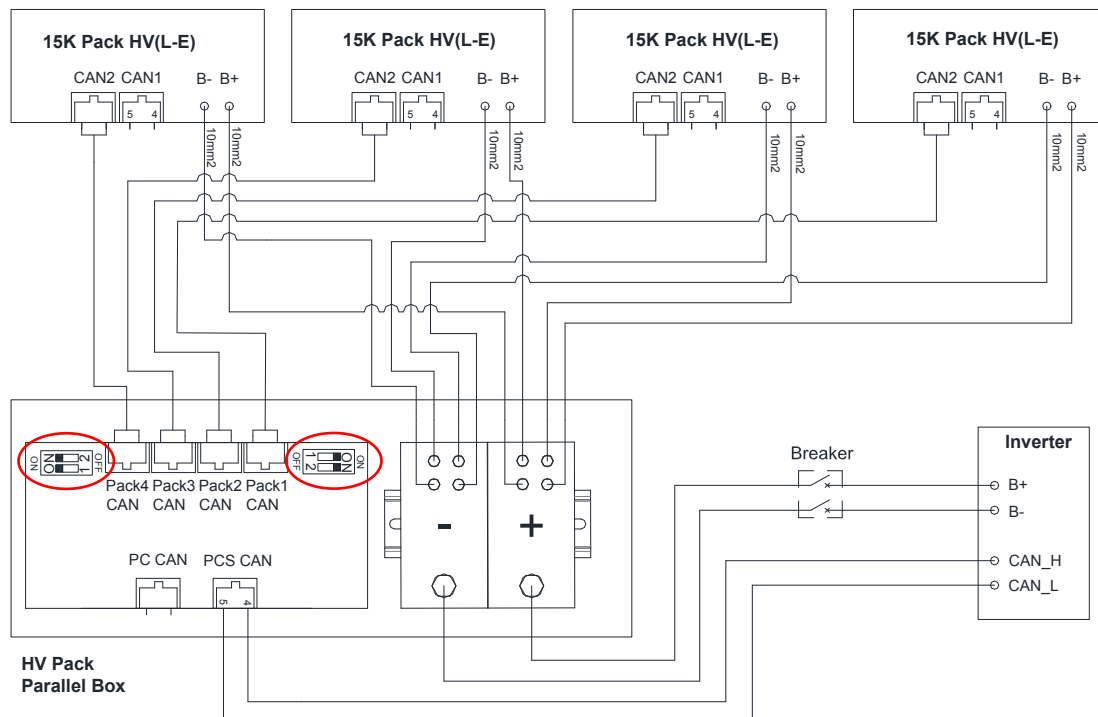 15K Pack HV(L-E)
CAN2 CAN1 B- B+
5 4
10mm2 10mm2
15K Pack HV(L-E)
CAN2 CAN1 B- B+
5 4
10mm2 10mm2
15K Pack HV(L-E)
CAN2 CAN1 B- B+
5 4
10mm2 10mm2
15K Pack HV(L-E)
CAN2 CAN1 B- B+
5 4
10mm2 10mm2
ON
ON
1 2
OFF
OFF
1 2
ON
ON
Pack4 Pack3 Pack2 Pack1
CAN CAN CAN CAN
PC CAN PCS CAN
5 4
- +
HV Pack
Parallel Box
Breaker
Inverter
B+
B-
CAN_H
CAN_L